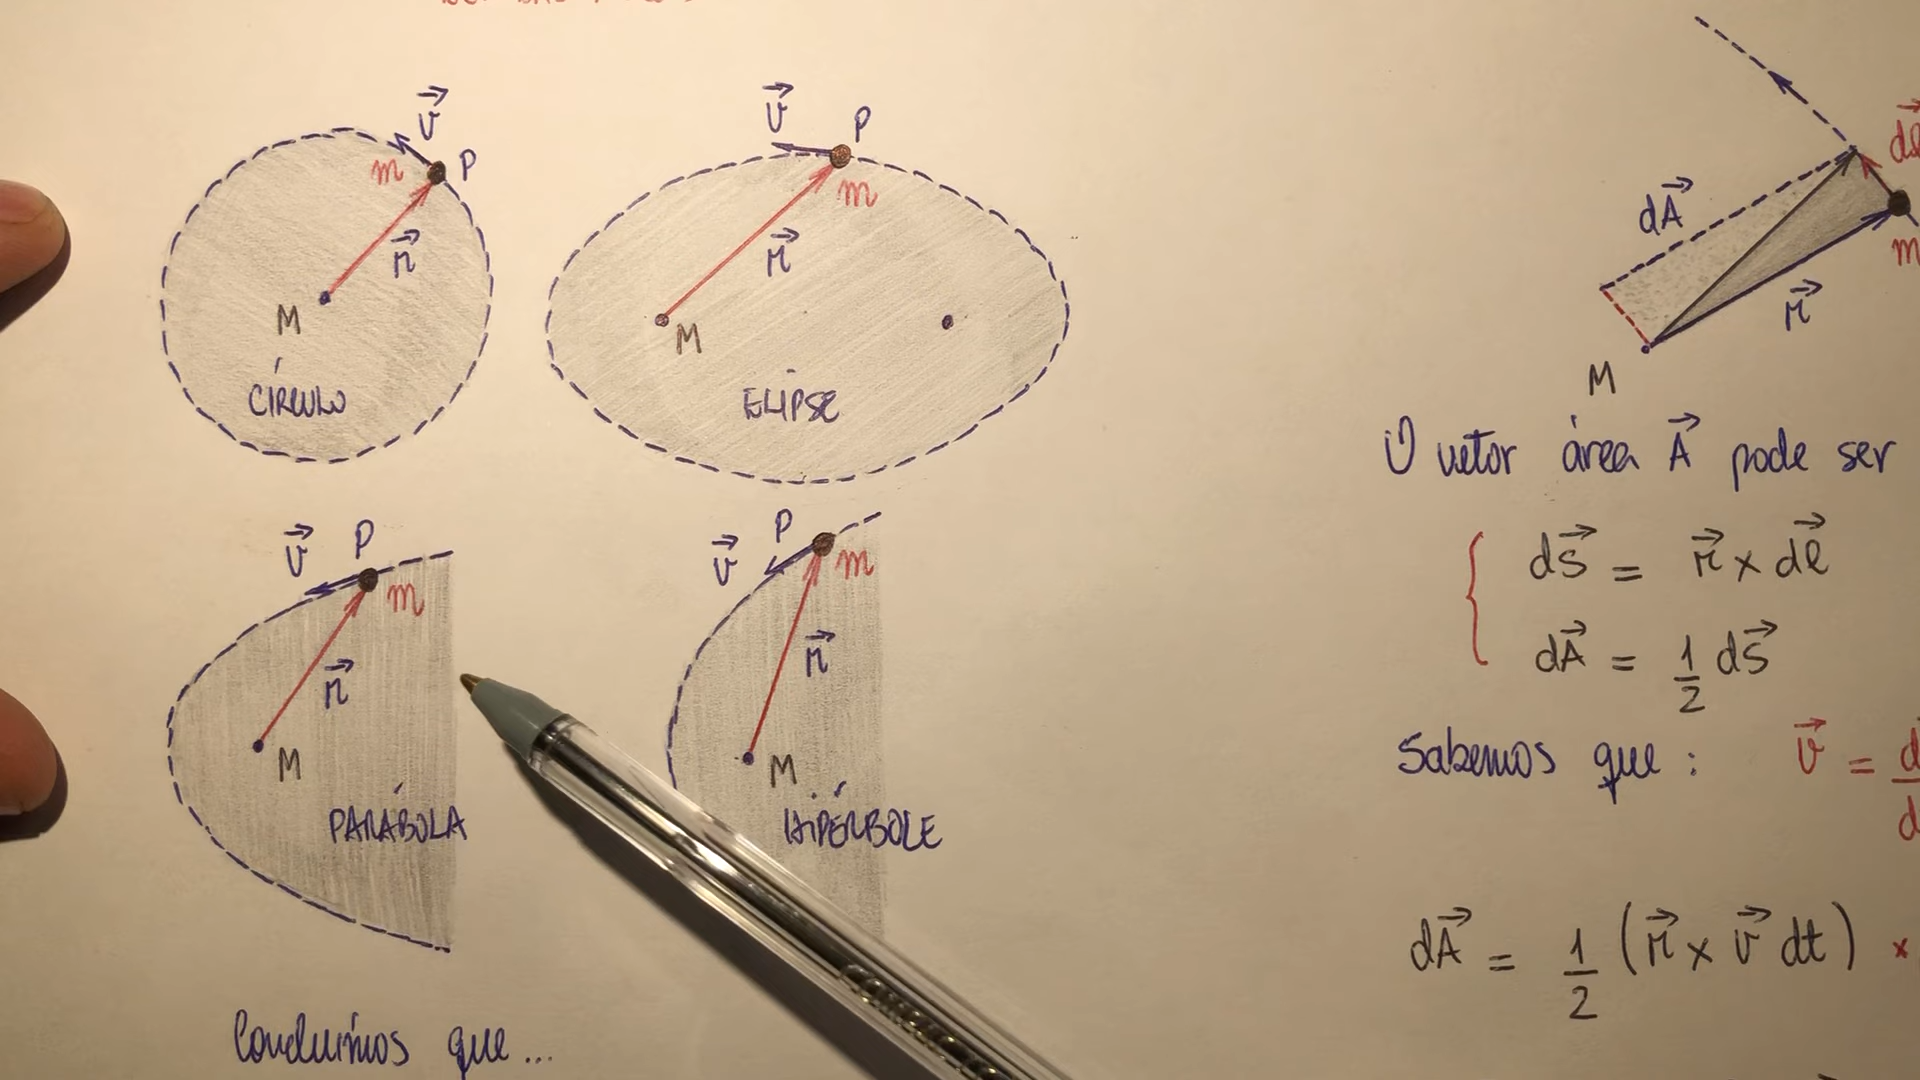 v⃗
m
P
r⃗
M
CÍRCULO
v⃗
P
m
r⃗
M
ELIPSE
v⃗
P
m
r⃗
M
PARÁBOLA
v⃗
P
m
r⃗
M
HIPÉRBOLE
Concluímos que...
dA⃗
m
r⃗
M
O vetor área A⃗ pode ser
dS⃗ = r⃗ x dl⃗
dA⃗ = 1/2 dS⃗
Sabemos que: v⃗ = d
d
dA⃗ = 1/2 (r⃗ x v⃗ dt) x